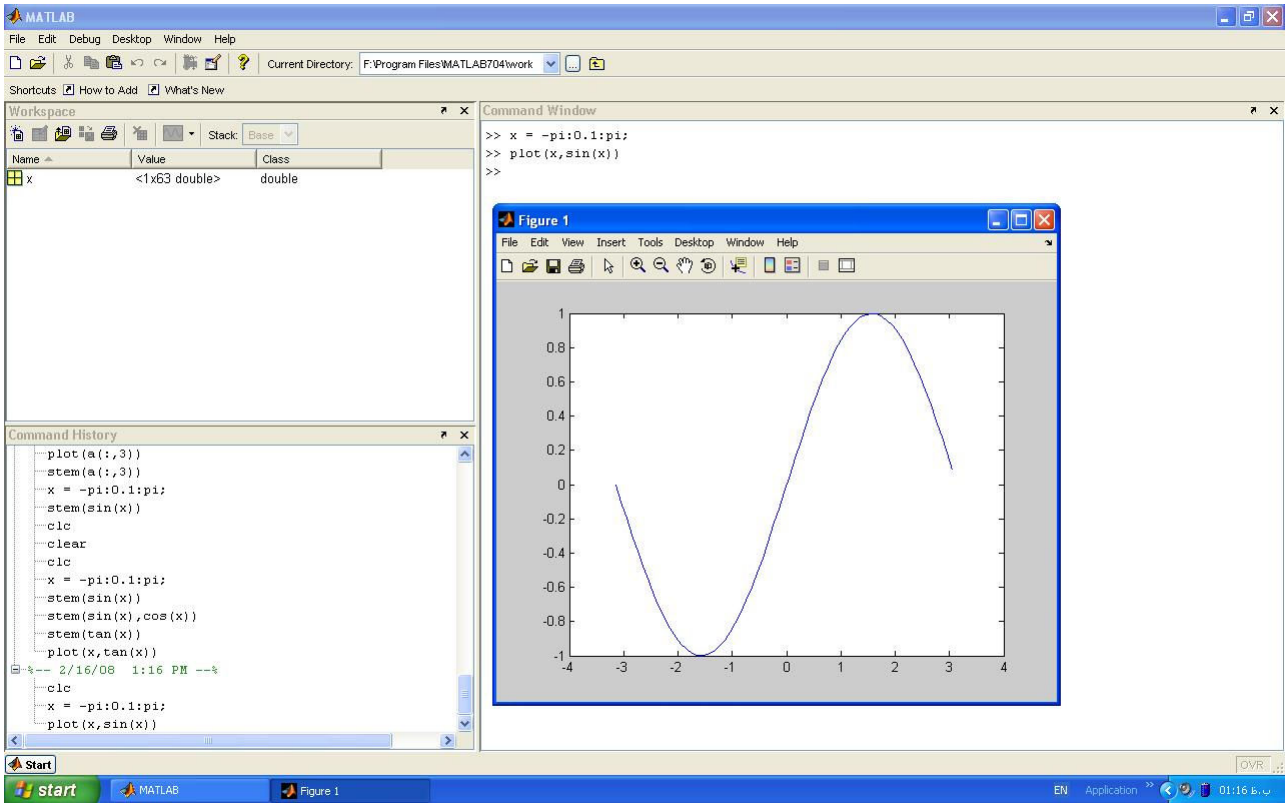 MATLAB
File Edit Debug Desktop Window Help
Current Directory: F:\Program Files\MATLAB704\work
Shortcuts How to Add What's New
Workspace
Stack: Base
Name Value Class
x <1x63 double> double
Command History
plot(a(:,3))
stem(a(:,3))
x = -pi:0.1:pi;
stem(sin(x))
clc
clear
clc
x = -pi:0.1:pi;
stem(sin(x))
stem(sin(x),cos(x))
stem(tan(x))
plot(x,tan(x))
%-- 2/16/08 1:16 PM --%
clc
x = -pi:0.1:pi;
plot(x,sin(x))
Command Window
>> x = -pi:0.1:pi;
>> plot(x,sin(x))
>>
Figure 1
File Edit View Insert Tools Desktop Window Help
1
0.8
0.6
0.4
0.2
0
-0.2
-0.4
-0.6
-0.8
-1
-4 -3 -2 -1 0 1 2 3 4
Start
OVR
start MATLAB Figure 1 EN Application » 01:16 ب.ظ